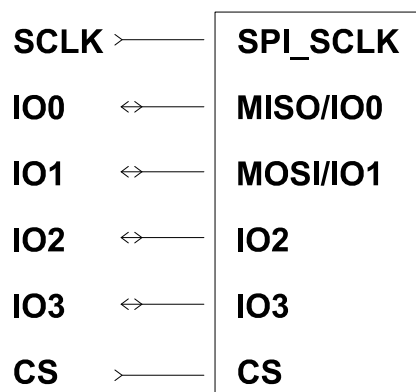 SCLK SPI_SCLK
IO0 MISO/IO0
IO1 MOSI/IO1
IO2 IO2
IO3 IO3
CS CS